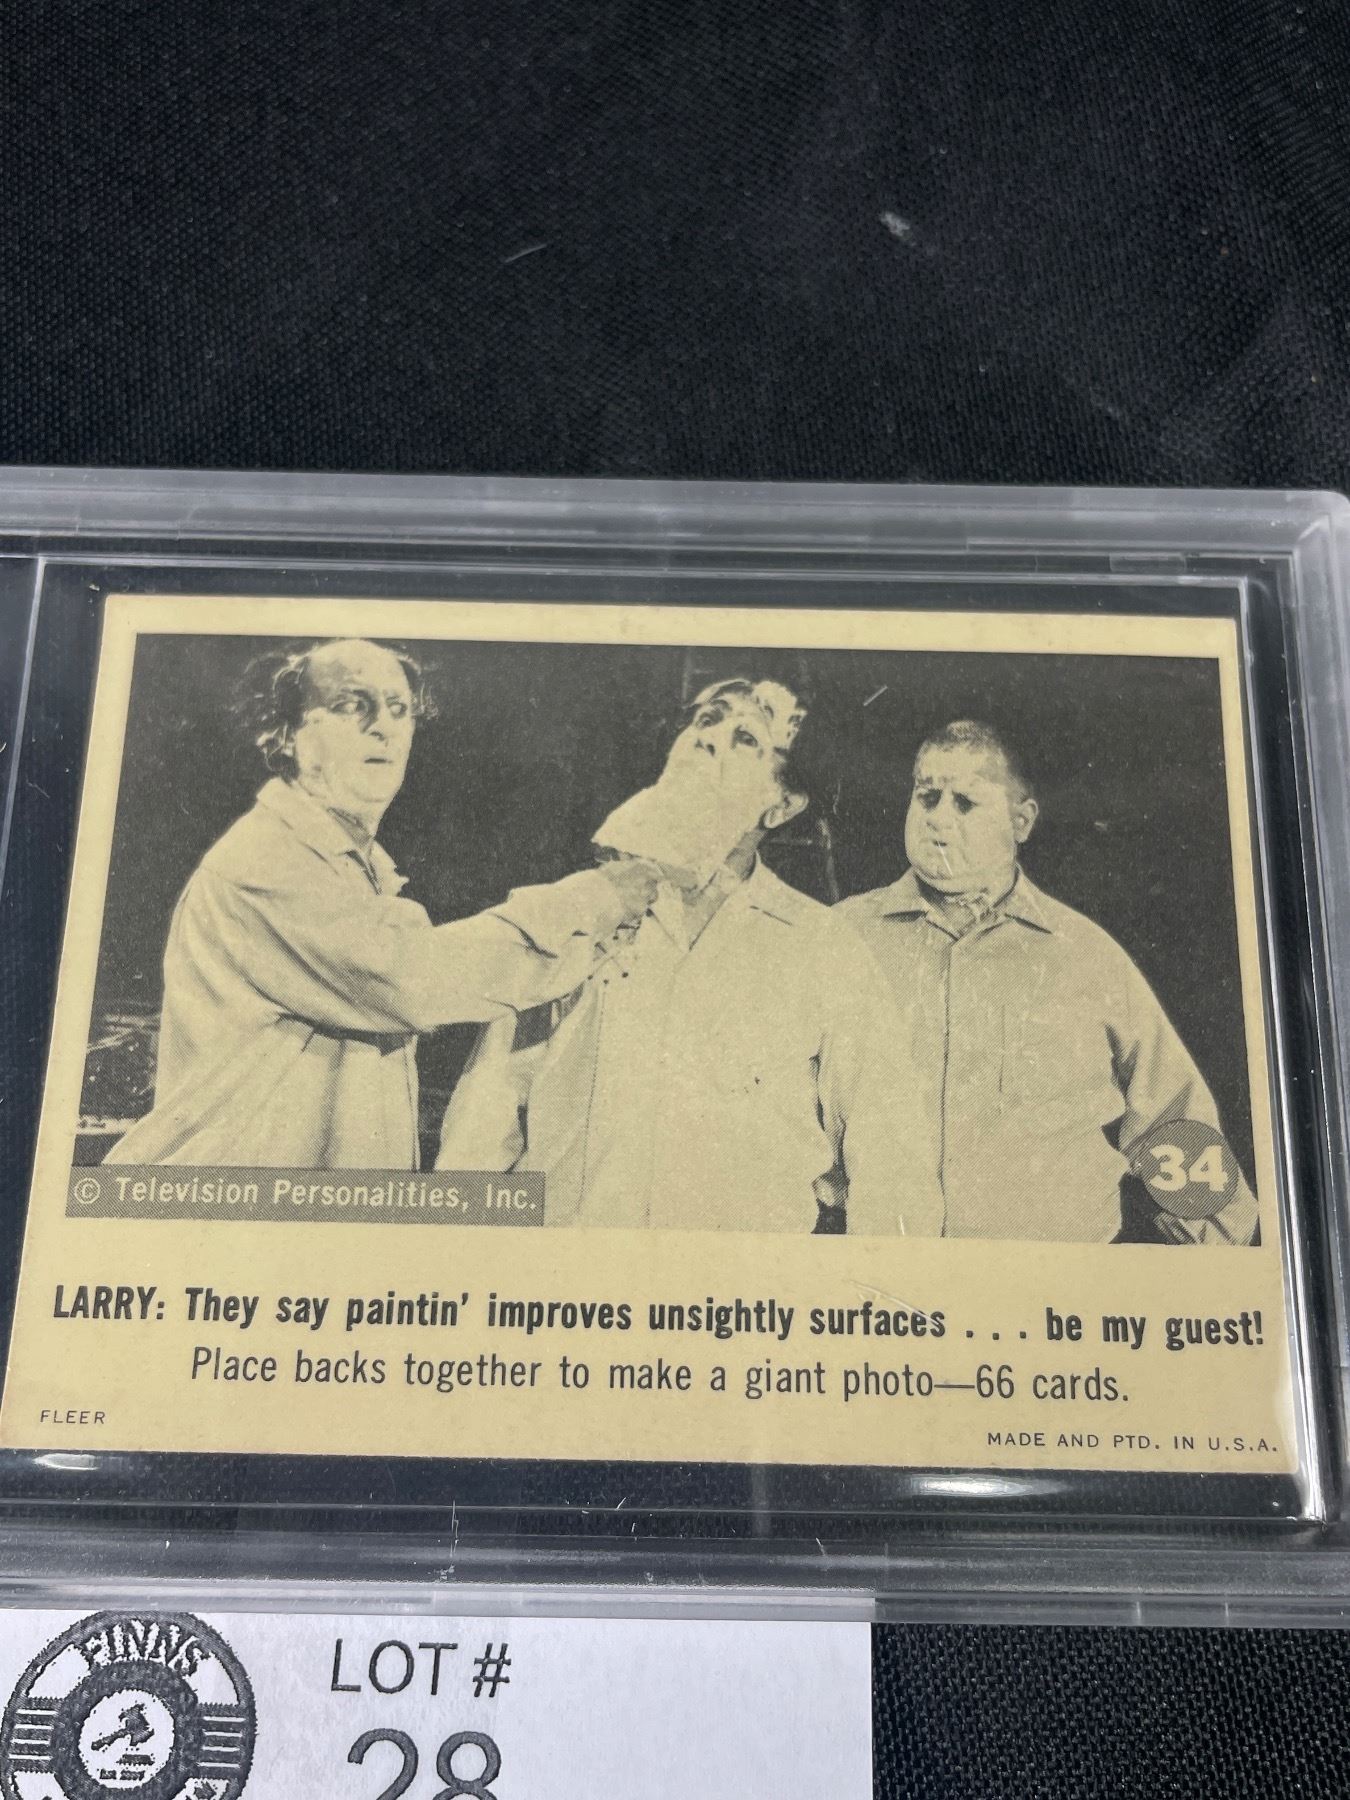 34
© Television Personalities, Inc.
LARRY: They say paintin' improves unsightly surfaces . . . be my guest!
Place backs together to make a giant photo—66 cards.
FLEER
MADE AND PTD. IN U.S.A.
FINNS
LOT #
28